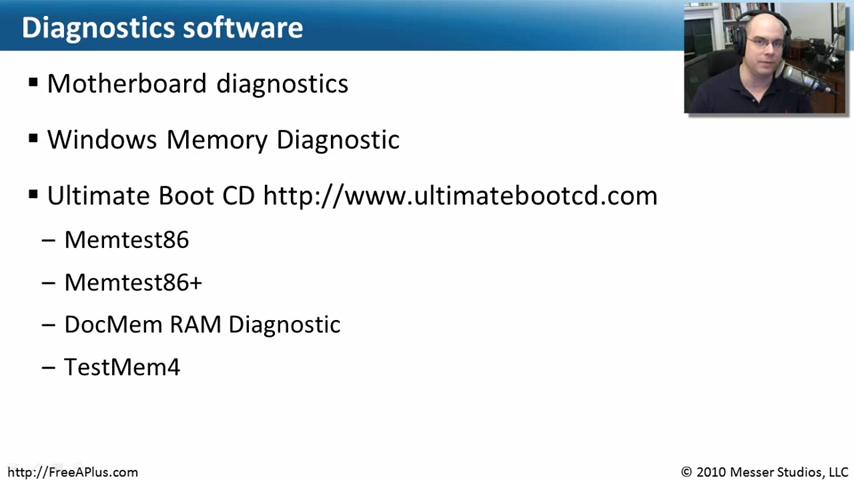 Diagnostics software
▪ Motherboard diagnostics
▪ Windows Memory Diagnostic
▪ Ultimate Boot CD http://www.ultimatebootcd.com
– Memtest86
– Memtest86+
– DocMem RAM Diagnostic
– TestMem4
http://FreeAPlus.com
© 2010 Messer Studios, LLC